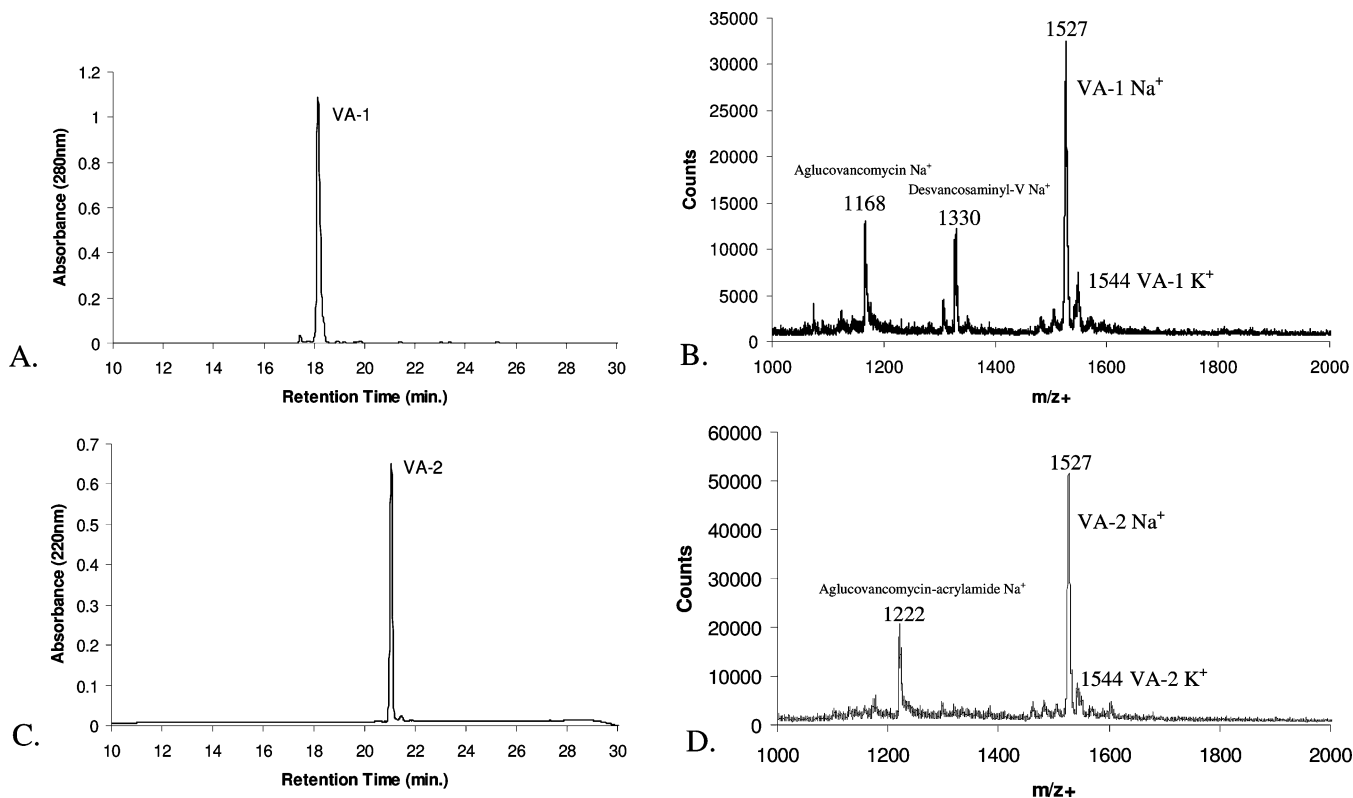 1.2
1
0.8
0.6
0.4
0.2
0
Absorbance (280nm)
VA-1
10 12 14 16 18 20 22 24 26 28 30
Retention Time (min.)
A.
35000
30000
25000
20000
15000
10000
5000
0
Counts
1527
VA-1 Na⁺
Aglucovancomycin Na⁺
1168
Desvancosaminyl-V Na⁺
1330
1544 VA-1 K⁺
1000 1200 1400 1600 1800 2000
m/z+
B.
0.7
0.6
0.5
0.4
0.3
0.2
0.1
0
Absorbance (220nm)
VA-2
10 12 14 16 18 20 22 24 26 28 30
Retention Time (min.)
C.
60000
50000
40000
30000
20000
10000
0
Counts
1527
VA-2 Na⁺
Aglucovancomycin-acrylamide Na⁺
1222
1544 VA-2 K⁺
1000 1200 1400 1600 1800 2000
m/z+
D.